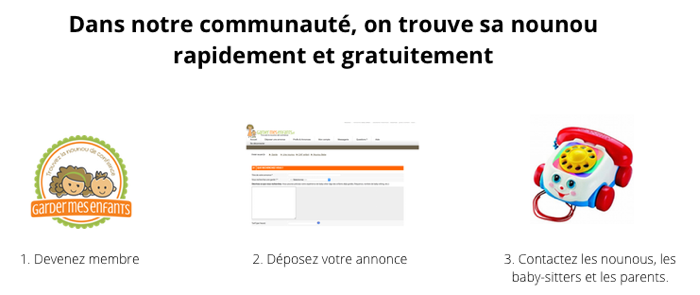 Dans notre communauté, on trouve sa nounou
rapidement et gratuitement
Trouvez la nounou de confiance
GARDERMESENFANTS
1. Devenez membre
2. Déposez votre annonce
3. Contactez les nounous, les
baby-sitters et les parents.